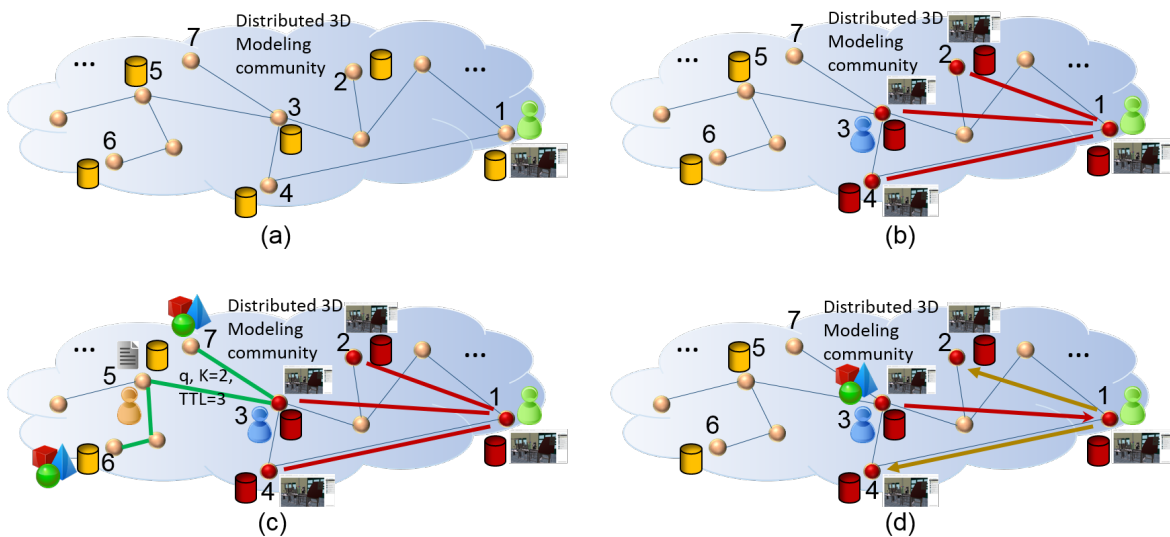 Distributed 3D
Modeling
community
7
...
5
2
...
3
1
6
4
(a)
Distributed 3D
Modeling
community
7
...
5
2
...
3
1
6
4
(b)
Distributed 3D
Modeling
community
7
...
5
2
...
q, K=2,
TTL=3
3
1
6
4
(c)
Distributed 3D
Modeling
community
7
...
5
2
...
3
1
6
4
(d)